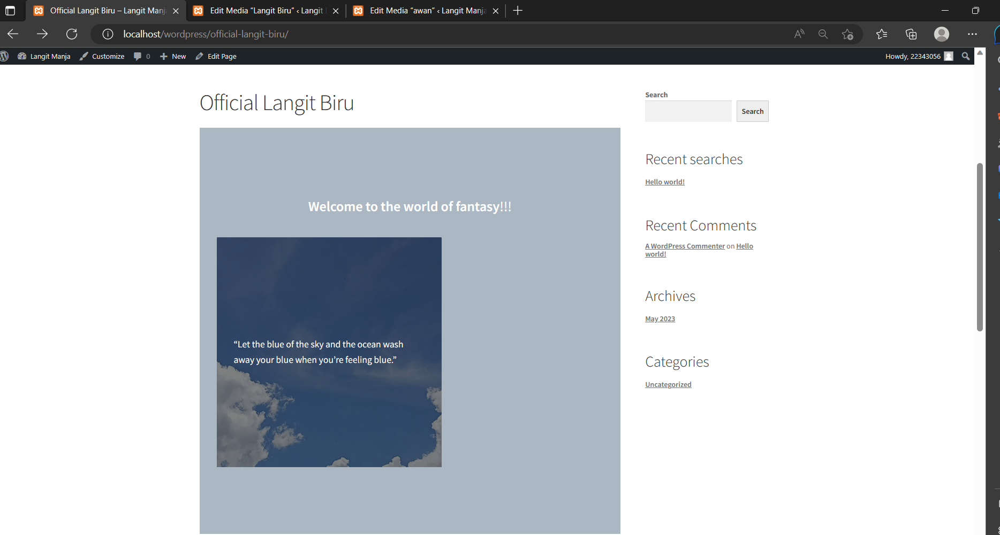 Official Langit Biru – Langit Manja
Edit Media “Langit Biru” ‹ Langit
Edit Media “awan” ‹ Langit Manja
localhost/wordpress/official-langit-biru/
Langit Manja
Customize
0
New
Edit Page
Howdy, 22343056
Official Langit Biru
Welcome to the world of fantasy!!!
“Let the blue of the sky and the ocean wash
away your blue when you’re feeling blue.”
Search
Search
Recent searches
Hello world!
Recent Comments
A WordPress Commenter on Hello
world!
Archives
May 2023
Categories
Uncategorized